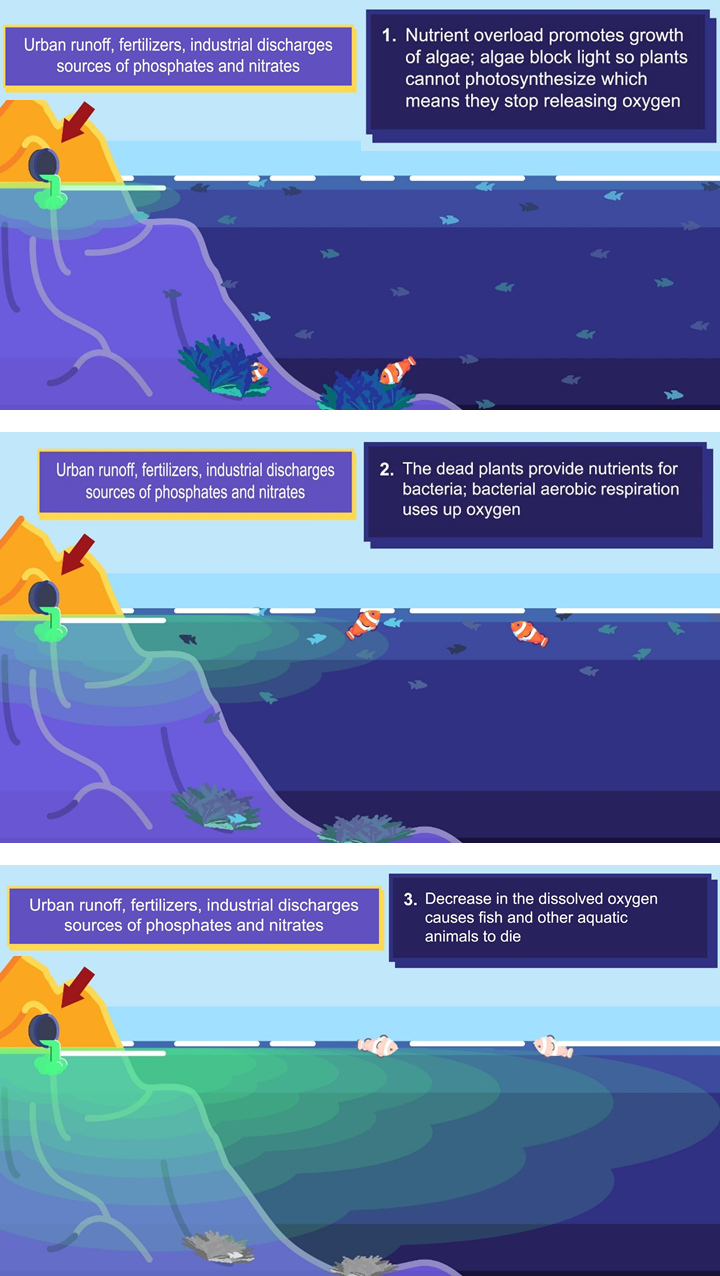 Urban runoff, fertilizers, industrial discharges
sources of phosphates and nitrates
1. Nutrient overload promotes growth
of algae; algae block light so plants
cannot photosynthesize which
means they stop releasing oxygen
Urban runoff, fertilizers, industrial discharges
sources of phosphates and nitrates
2. The dead plants provide nutrients for
bacteria; bacterial aerobic respiration
uses up oxygen
Urban runoff, fertilizers, industrial discharges
sources of phosphates and nitrates
3. Decrease in the dissolved oxygen
causes fish and other aquatic
animals to die